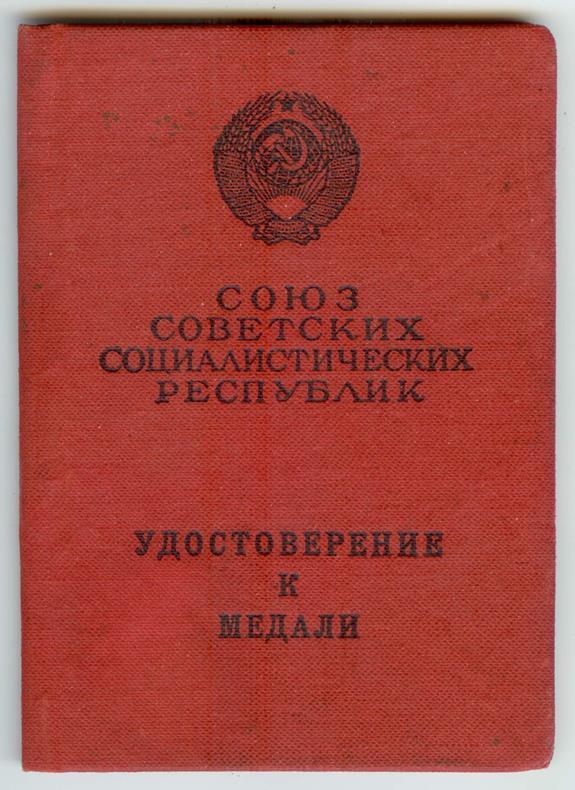 СОЮЗ
СОВЕТСКИХ
СОЦИАЛИСТИЧЕСКИХ
РЕСПУБЛИК
УДОСТОВЕРЕНИЕ
К
МЕДАЛИ